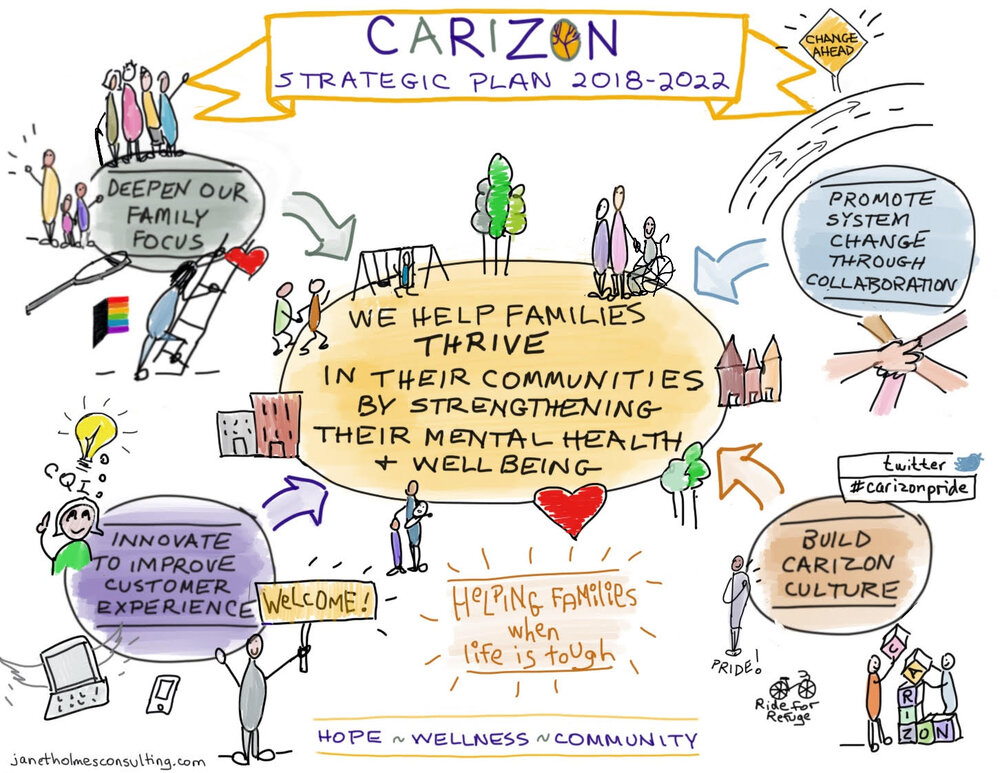 CARIZON
STRATEGIC PLAN 2018-2022
CHANGE
AHEAD
DEEPEN OUR
FAMILY
FOCUS
PROMOTE
SYSTEM
CHANGE
THROUGH
COLLABORATION
WE HELP FAMILIES
THRIVE
IN THEIR COMMUNITIES
BY STRENGTHENING
THEIR MENTAL HEALTH
+ WELL BEING
CQI
INNOVATE
TO IMPROVE
CUSTOMER
EXPERIENCE
WELCOME!
twitter
#carizonpride
BUILD
CARIZON
CULTURE
PRIDE!
Ride for
Refuge
C
A
R
I
Z O N
HELPING FAMILIES
when
life is tough
HOPE ~ WELLNESS ~ COMMUNITY
janetholmesconsulting.com